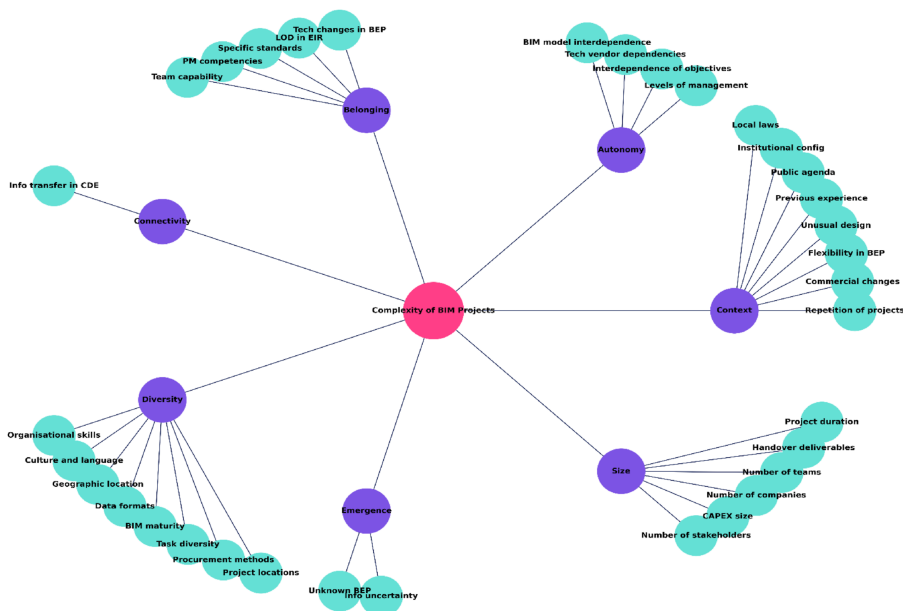 Tech changes in BEP
LOD in EIR
Specific standards
PM competencies
Team capability
Belonging
BIM model interdependence
Tech vendor dependencies
Interdependence of objectives
Levels of management
Autonomy
Local laws
Institutional config
Public agenda
Previous experience
Unusual design
Flexibility in BEP
Commercial changes
Repetition of projects
Context
Info transfer in CDE
Connectivity
Complexity of BIM Projects
Diversity
Organisational skills
Culture and language
Geographic location
Data formats
BIM maturity
Task diversity
Procurement methods
Project locations
Emergence
Unknown BEP
Info uncertainty
Size
Project duration
Handover deliverables
Number of teams
Number of companies
CAPEX size
Number of stakeholders